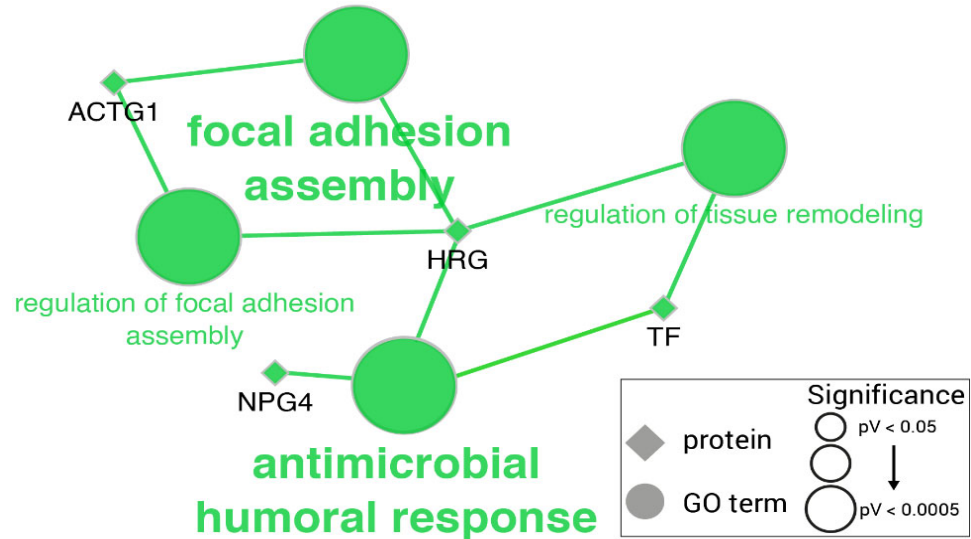 ACTG1
focal adhesion
assembly
regulation of tissue remodeling
HRG
regulation of focal adhesion
assembly
TF
NPG4
antimicrobial
humoral response
Significance
pV < 0.05
protein
GO term
pV < 0.0005